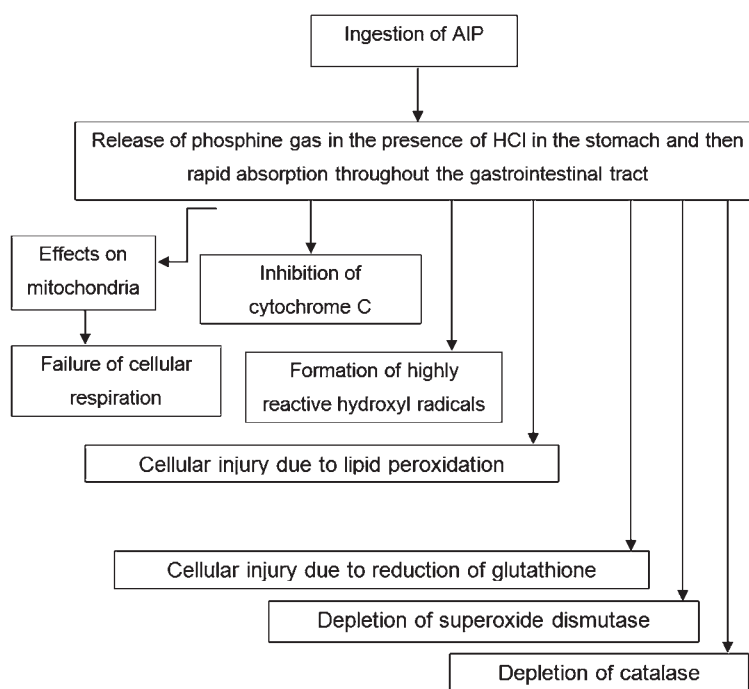 Ingestion of AlP
Release of phosphine gas in the presence of HCl in the stomach and then
rapid absorption throughout the gastrointestinal tract
Effects on
mitochondria
Inhibition of
cytochrome C
Failure of cellular
respiration
Formation of highly
reactive hydroxyl radicals
Cellular injury due to lipid peroxidation
Cellular injury due to reduction of glutathione
Depletion of superoxide dismutase
Depletion of catalase